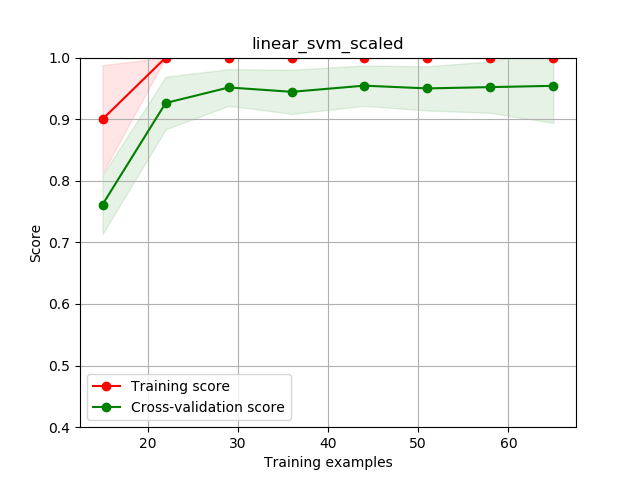 linear_svm_scaled
1.0
0.9
0.8
0.7
0.6
0.5
0.4
Score
Training score
Cross-validation score
20 30 40 50 60
Training examples